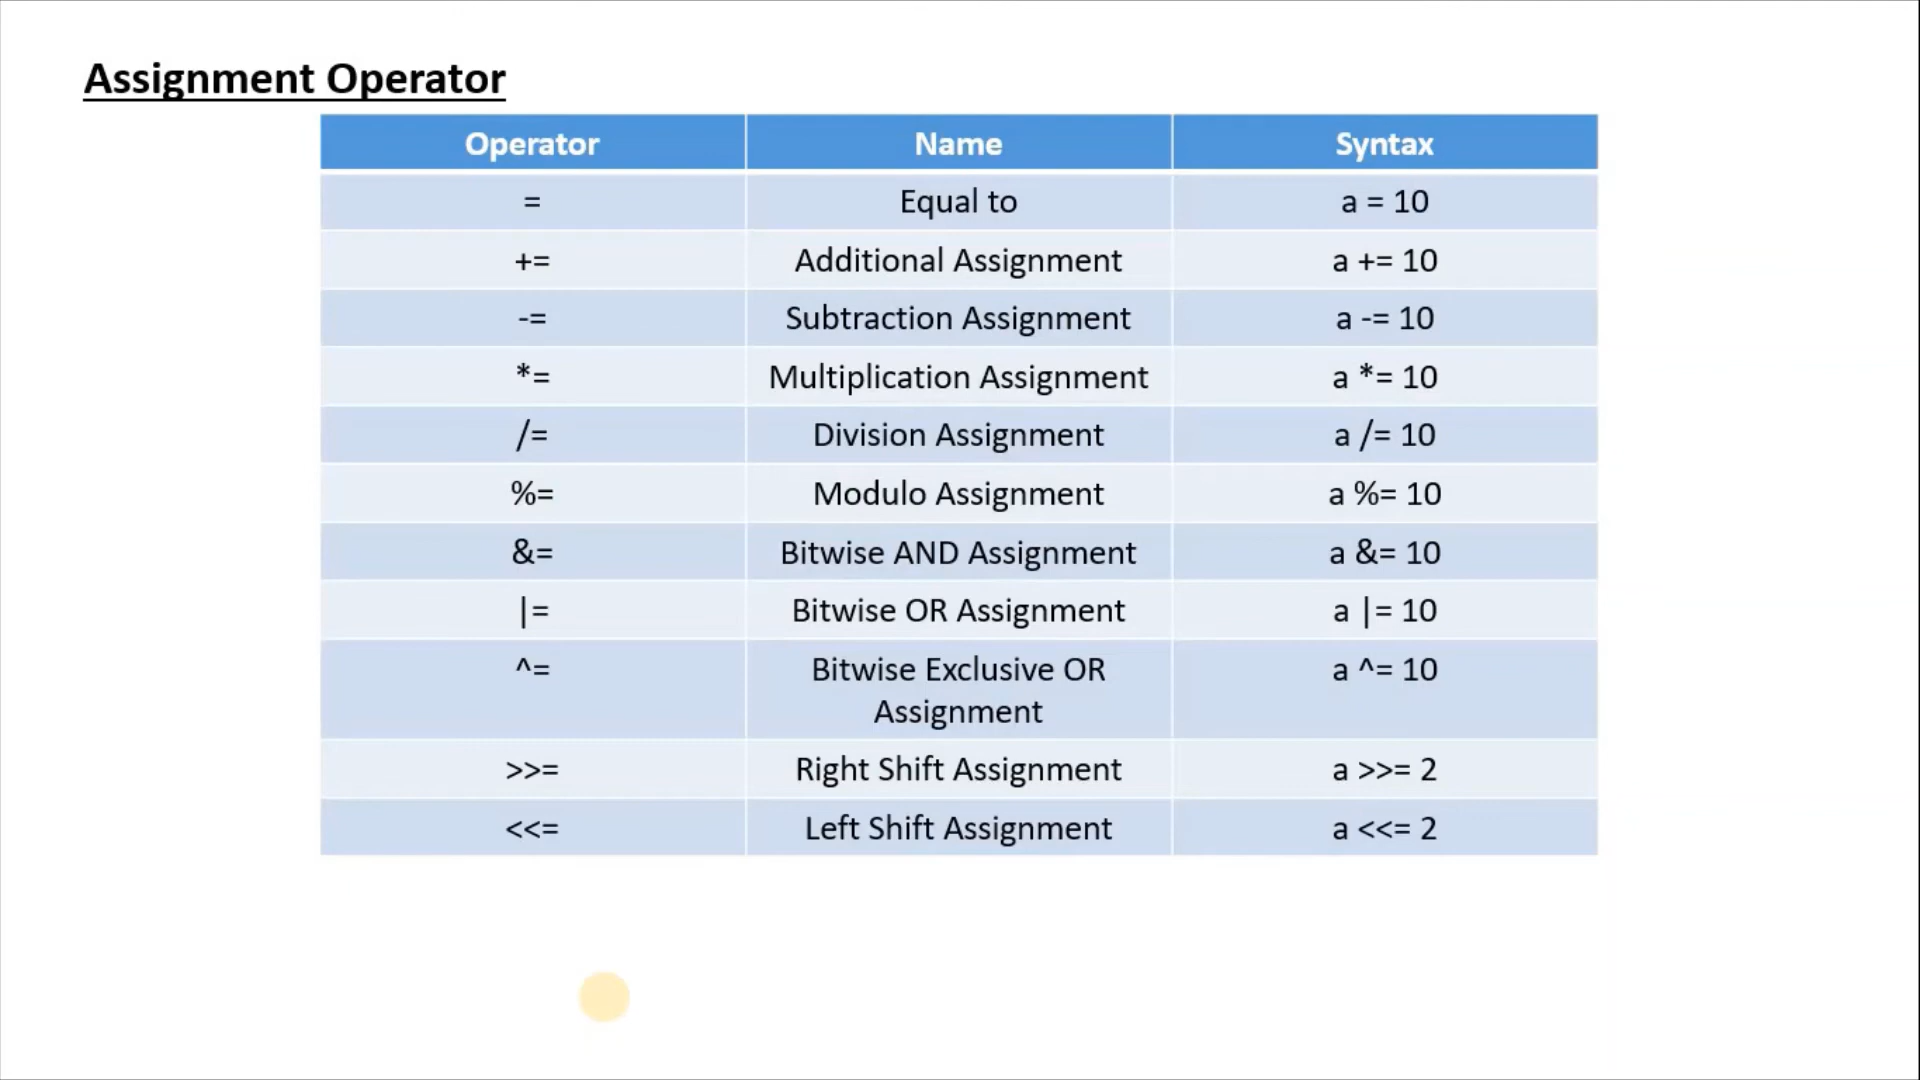 Assignment Operator
Operator Name Syntax
= Equal to a = 10
+= Additional Assignment a += 10
-= Subtraction Assignment a -= 10
*= Multiplication Assignment a *= 10
/= Division Assignment a /= 10
%= Modulo Assignment a %= 10
&= Bitwise AND Assignment a &= 10
|= Bitwise OR Assignment a |= 10
^= Bitwise Exclusive OR a ^= 10
Assignment
>>= Right Shift Assignment a >>= 2
<<= Left Shift Assignment a <<= 2